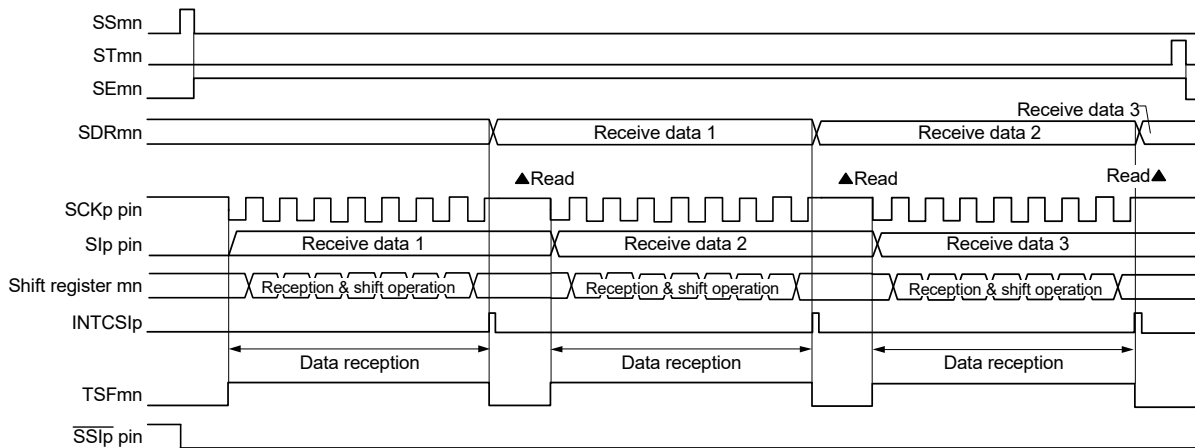 SSmn
STmn
SEmn
Receive data 3
SDRmn Receive data 1 Receive data 2
▲Read ▲Read Read▲
SCKp pin
SIp pin Receive data 1 Receive data 2 Receive data 3
Shift register mn Reception & shift operation Reception & shift operation Reception & shift operation
INTCSIp
Data reception Data reception Data reception
TSFmn
SSIp pin